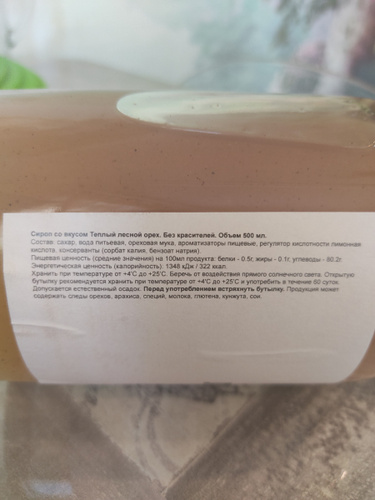 Сироп со вкусом Теплый лесной орех. Без красителей. Объем 500 мл.
Состав: сахар, вода питьевая, ореховая мука, ароматизаторы пищевые, регулятор кислотности лимонная
кислота, консерванты (сорбат калия, бензоат натрия).
Пищевая ценность (средние значения) на 100мл продукта: белки - 0.5г, жиры - 0.1г, углеводы - 80.2г.
Энергетическая ценность (калорийность): 1348 кДж / 322 ккал.
Хранить при температуре от +4°C до +25°C. Беречь от воздействия прямого солнечного света. Открытую
бутылку рекомендуется хранить при температуре от +4°C до +25°C и употребить в течение 60 суток.
Допускается естественный осадок. Перед употреблением встряхнуть бутылку. Продукция может
содержать следы орехов, арахиса, специй, молока, глютена, кунжута, сои.